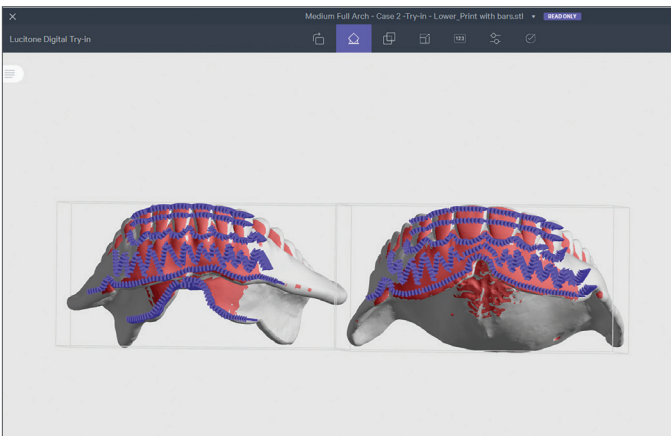 Medium Full Arch - Case 2 -Try-in - Lower_Print with bars.stl READ ONLY
Lucitone Digital Try-in
123